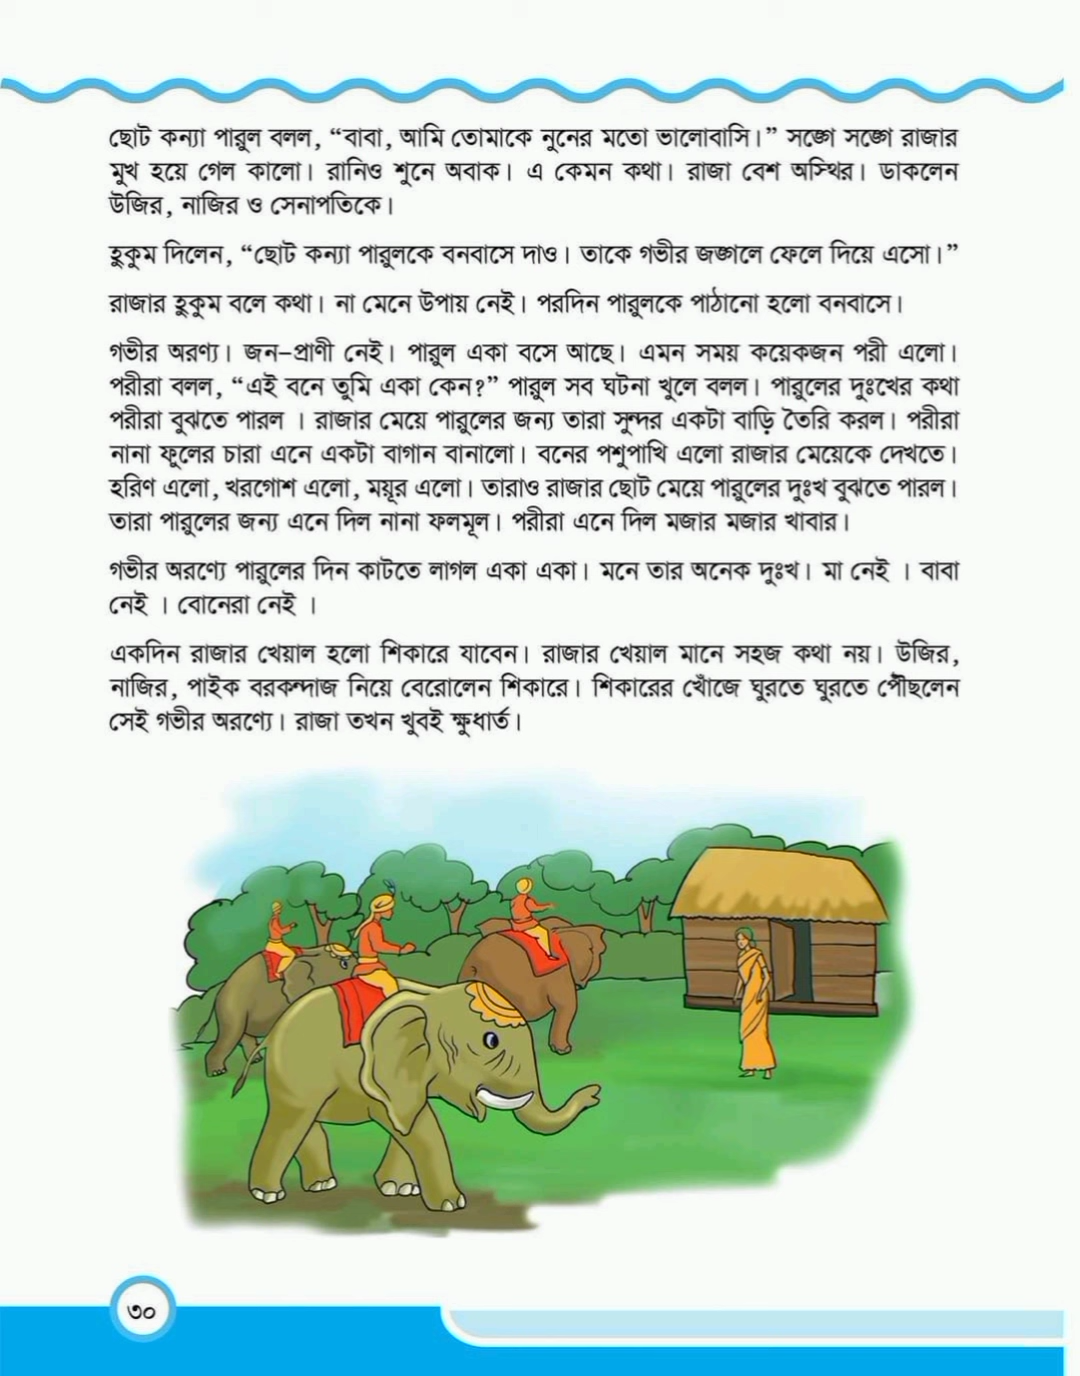 ছোট কন্যা পারুল বলল, “বাবা, আমি তোমাকে নুনের মতো ভালোবাসি।” সঙ্গে সঙ্গে রাজার
মুখ হয়ে গেল কালো। রানিও শুনে অবাক। এ কেমন কথা। রাজা বেশ অস্থির। ডাকলেন
উজির, নাজির ও সেনাপতিকে।
হুকুম দিলেন, “ছোট কন্যা পারুলকে বনবাসে দাও। তাকে গভীর জঙ্গালে ফেলে দিয়ে এসো।”
রাজার হুকুম বলে কথা। না মেনে উপায় নেই। পরদিন পারুলকে পাঠানো হলো বনবাসে।
গভীর অরণ্য। জন–প্রাণী নেই। পারুল একা বসে আছে। এমন সময় কয়েকজন পরী এলো।
পরীরা বলল, “এই বনে তুমি একা কেন?” পারুল সব ঘটনা খুলে বলল। পারুলের দুঃখের কথা
পরীরা বুঝতে পারল । রাজার মেয়ে পারুলের জন্য তারা সুন্দর একটা বাড়ি তৈরি করল। পরীরা
নানা ফুলের চারা এনে একটা বাগান বানালো। বনের পশুপাখি এলো রাজার মেয়েকে দেখতে।
হরিণ এলো, খরগোশ এলো, ময়ূর এলো। তারাও রাজার ছোট মেয়ে পারুলের দুঃখ বুঝতে পারল।
তারা পারুলের জন্য এনে দিল নানা ফলমূল। পরীরা এনে দিল মজার মজার খাবার।
গভীর অরণ্যে পারুলের দিন কাটতে লাগল একা একা। মনে তার অনেক দুঃখ। মা নেই । বাবা
নেই । বোনেরা নেই ।
একদিন রাজার খেয়াল হলো শিকারে যাবেন। রাজার খেয়াল মানে সহজ কথা নয়। উজির,
নাজির, পাইক বরকন্দাজ নিয়ে বেরোলেন শিকারে। শিকারের খোঁজে ঘুরতে ঘুরতে পৌঁছলেন
সেই গভীর অরণ্যে। রাজা তখন খুবই ক্ষুধার্ত।
৩০